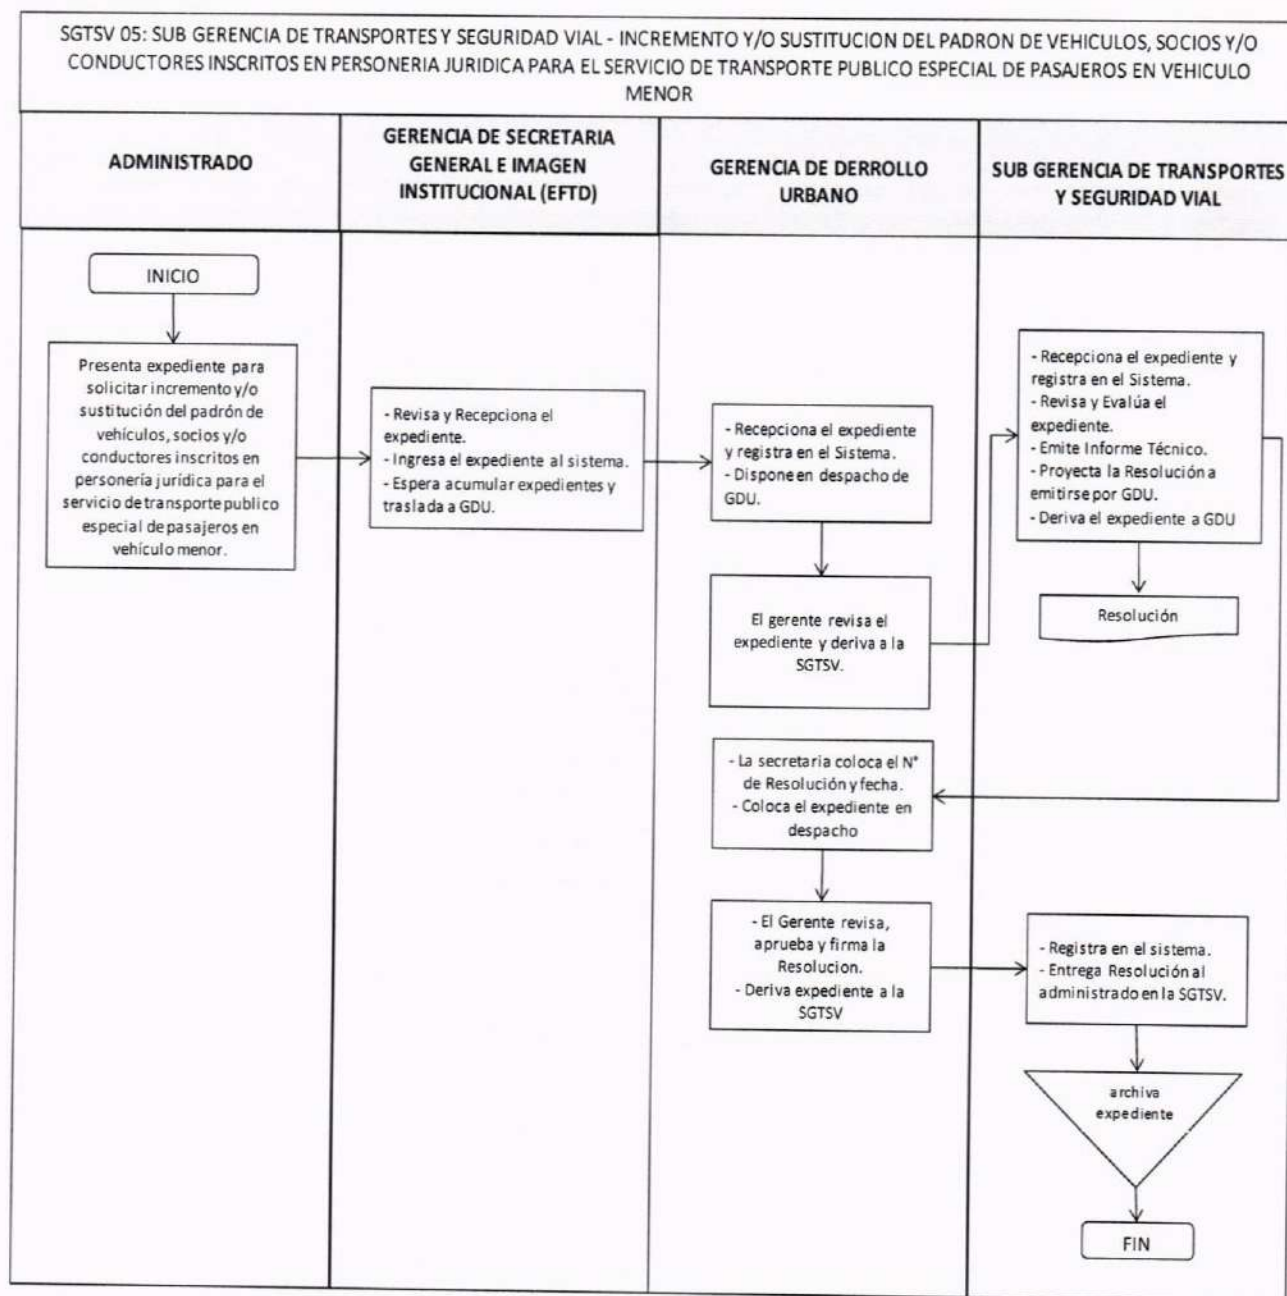 SGTSV 05: SUB GERENCIA DE TRANSPORTES Y SEGURIDAD VIAL - INCREMENTO Y/O SUSTITUCION DEL PADRON DE VEHICULOS, SOCIOS Y/O
CONDUCTORES INSCRITOS EN PERSONERIA JURIDICA PARA EL SERVICIO DE TRANSPORTE PUBLICO ESPECIAL DE PASAJEROS EN VEHICULO
MENOR
ADMINISTRADO
GERENCIA DE SECRETARIA
GENERAL E IMAGEN
INSTITUCIONAL (EFTD)
GERENCIA DE DERROLLO
URBANO
SUB GERENCIA DE TRANSPORTES
Y SEGURIDAD VIAL
INICIO
Presenta expediente para
solicitar incremento y/o
sustitución del padrón de
vehículos, socios y/o
conductores inscritos en
personería jurídica para el
servicio de transporte publico
especial de pasajeros en
vehículo menor.
- Revisa y Recepciona el
expediente.
- Ingresa el expediente al sistema.
- Espera acumular expedientes y
traslada a GDU.
- Recepciona el expediente
y registra en el Sistema.
- Dispone en despacho de
GDU.
El gerente revisa el
expediente y deriva a la
SGTSV.
- Recepciona el expediente y
registra en el Sistema.
- Revisa y Evalúa el
expediente.
- Emite Informe Técnico.
- Proyecta la Resolución a
emitirse por GDU.
- Deriva el expediente a GDU
Resolución
- La secretaria coloca el N°
de Resolución y fecha.
- Coloca el expediente en
despacho
- El Gerente revisa,
aprueba y firma la
Resolucion.
- Deriva expediente a la
SGTSV
- Registra en el sistema.
- Entrega Resolución al
administrado en la SGTSV.
archiva
expediente
FIN